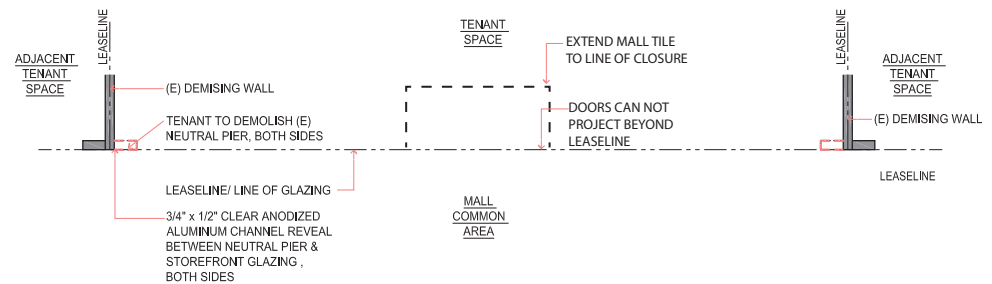 LEASELINE
ADJACENT
TENANT
SPACE
(E) DEMISING WALL
TENANT TO DEMOLISH (E)
NEUTRAL PIER, BOTH SIDES
LEASELINE/ LINE OF GLAZING
3/4" x 1/2" CLEAR ANODIZED
ALUMINUM CHANNEL REVEAL
BETWEEN NEUTRAL PIER &
STOREFRONT GLAZING ,
BOTH SIDES
TENANT
SPACE
EXTEND MALL TILE
TO LINE OF CLOSURE
DOORS CAN NOT
PROJECT BEYOND
LEASELINE
MALL
COMMON
AREA
LEASELINE
ADJACENT
TENANT
SPACE
(E) DEMISING WALL
LEASELINE